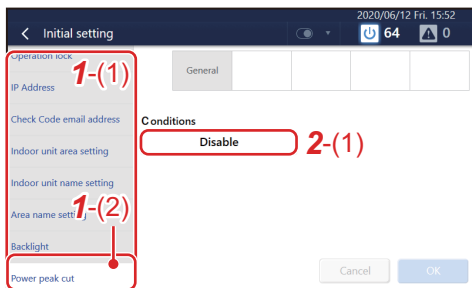 2020/06/12 Fri. 15:52
Initial setting
64
0
Operation lock
1-(1)
General
IP Address
Check Code email address
Conditions
Disable
2-(1)
Indoor unit area setting
Indoor unit name setting
Area name setting
1-(2)
Backlight
Power peak cut
Cancel
OK